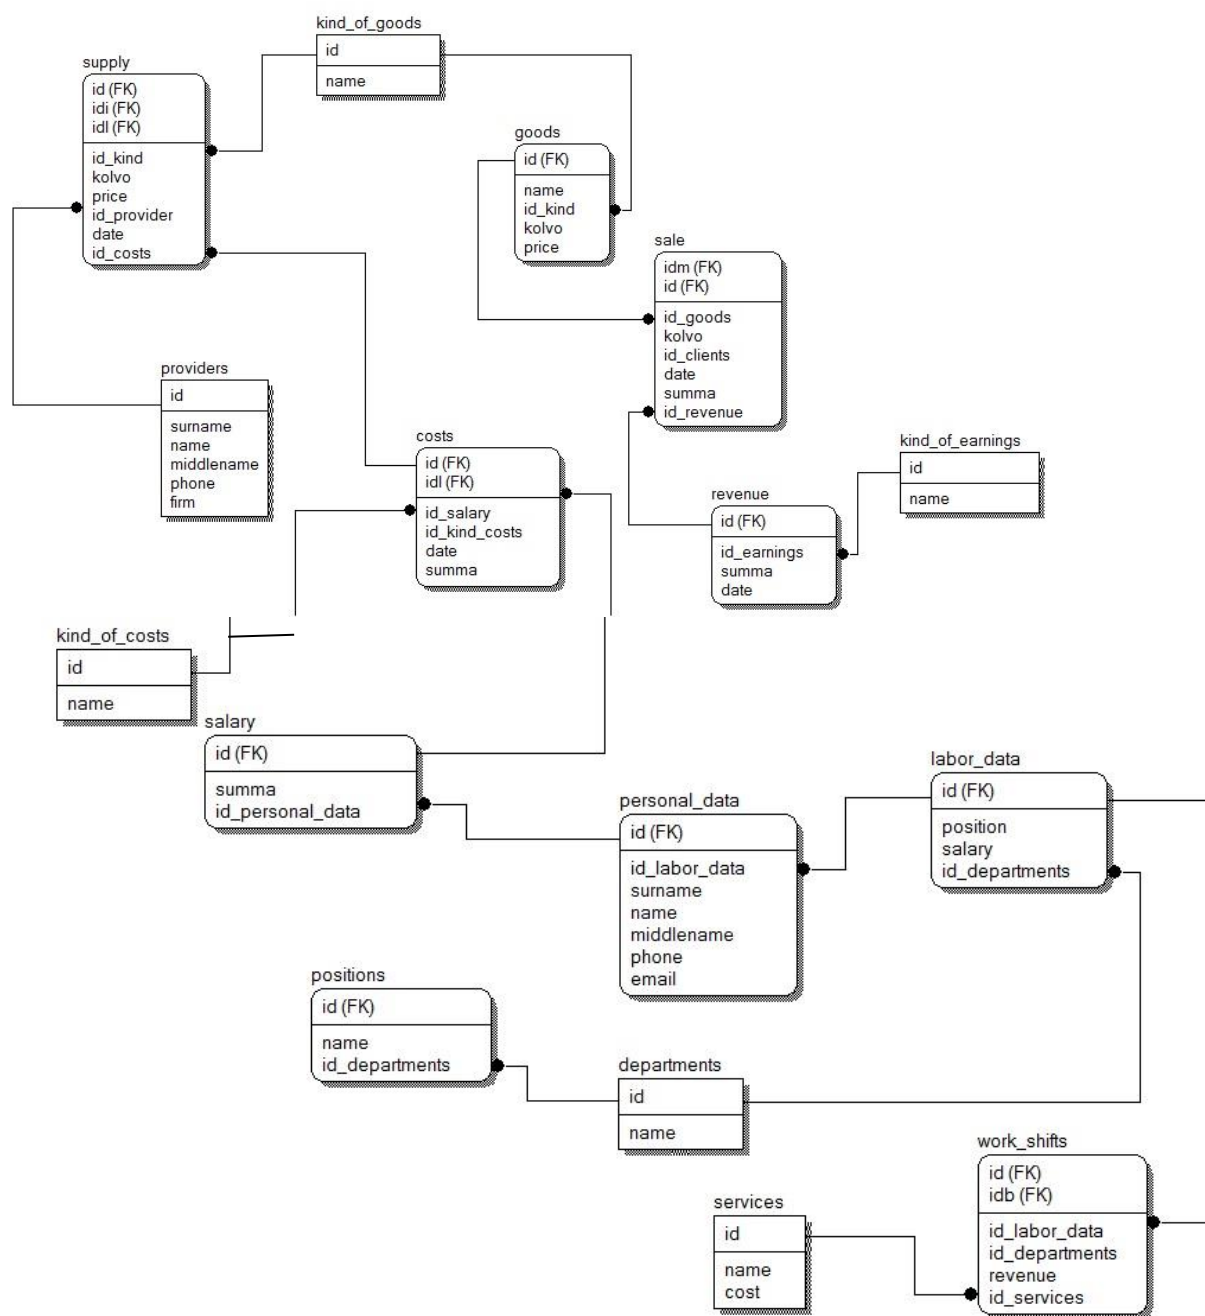 kind_of_goods
id
name
supply
id (FK)
idi (FK)
idl (FK)
id_kind
kolvo
price
id_provider
date
id_costs
goods
id (FK)
name
id_kind
kolvo
price
sale
idm (FK)
id (FK)
id_goods
kolvo
id_clients
date
summa
id_revenue
providers
id
surname
name
middlename
phone
firm
costs
id (FK)
idl (FK)
id_salary
id_kind_costs
date
summa
kind_of_earnings
id
name
revenue
id (FK)
id_earnings
summa
date
kind_of_costs
id
name
salary
id (FK)
summa
id_personal_data
personal_data
id (FK)
id_labor_data
surname
name
middlename
phone
email
labor_data
id (FK)
position
salary
id_departments
positions
id (FK)
name
id_departments
departments
id
name
work_shifts
id (FK)
idb (FK)
id_labor_data
id_departments
revenue
id_services
services
id
name
cost